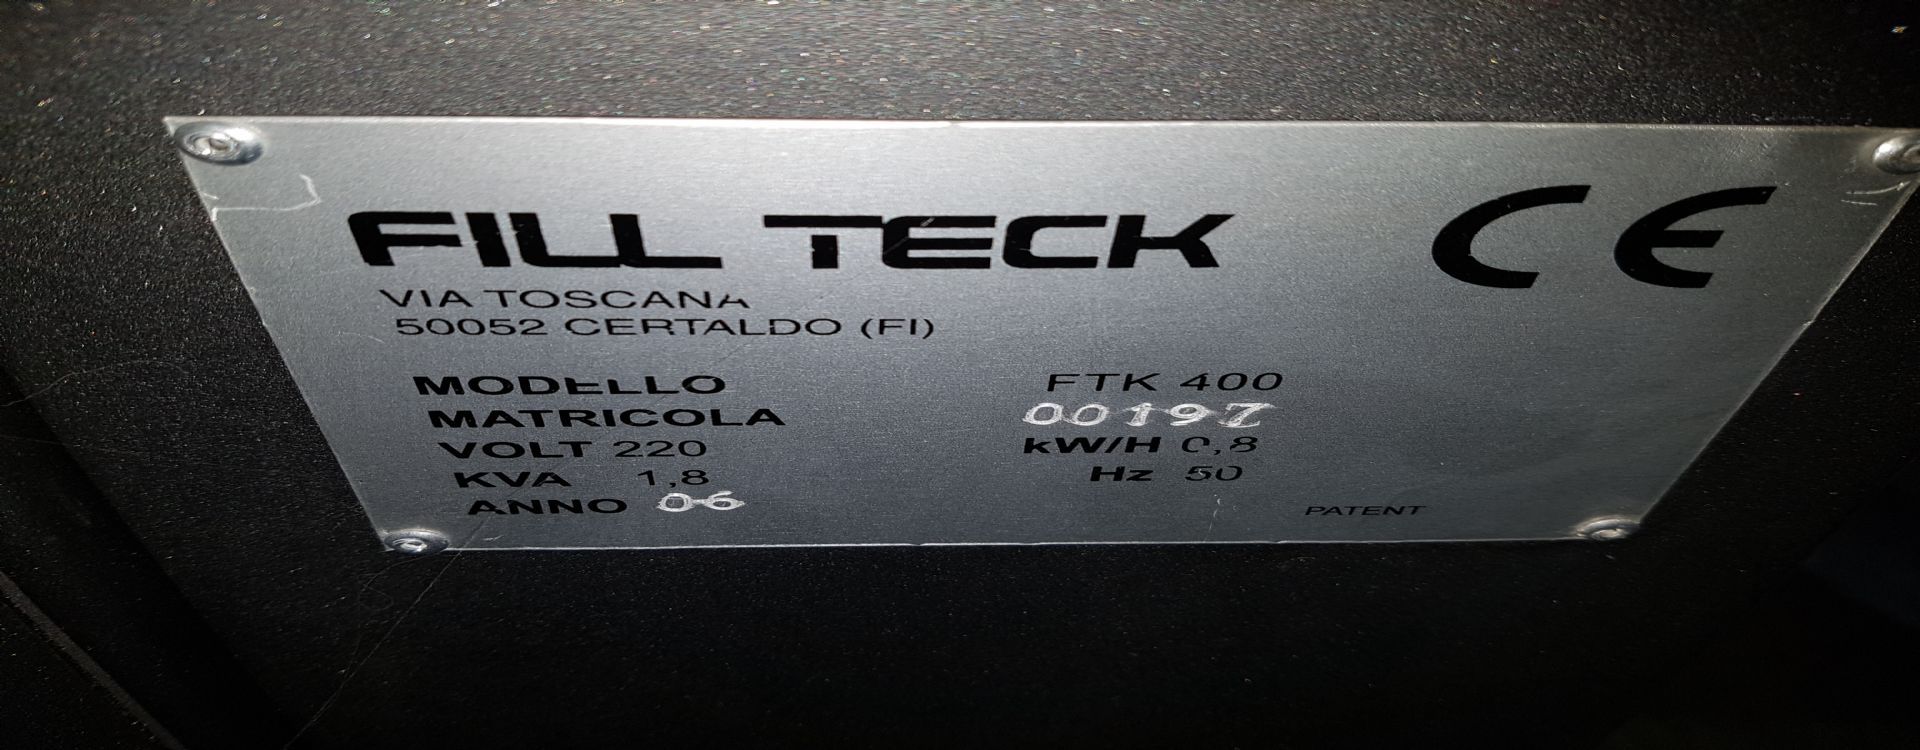 FILL TECK CE
VIA TOSCANA
50052 CERTALDO (FI)
MODELLO FTK 400
MATRICOLA 00197
VOLT 220 kW/H 0,8
KVA 1,8 Hz 50
ANNO 06
PATENT